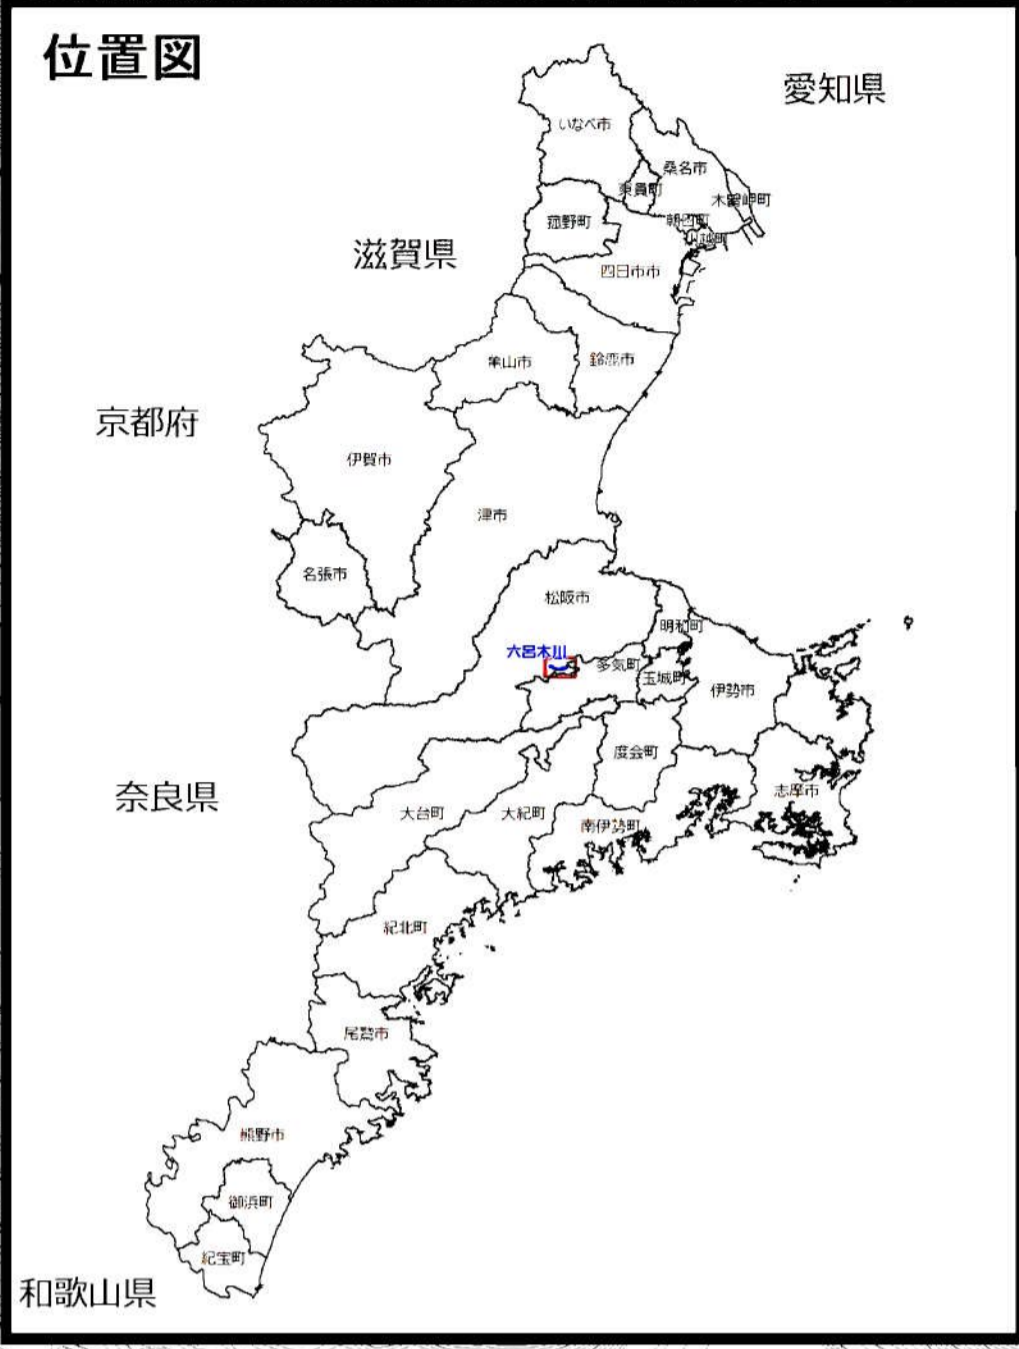 位置図
愛知県
いなべ市
桑名市
東員町
木曽岬町
菰野町
朝日町
川越町
滋賀県
四日市市
亀山市
鈴鹿市
京都府
伊賀市
津市
名張市
松阪市
明和町
六呂木川
多気町
玉城町
伊勢市
度会町
奈良県
志摩市
大台町
大紀町
南伊勢町
紀北町
尾鷲市
熊野市
御浜町
紀宝町
和歌山県